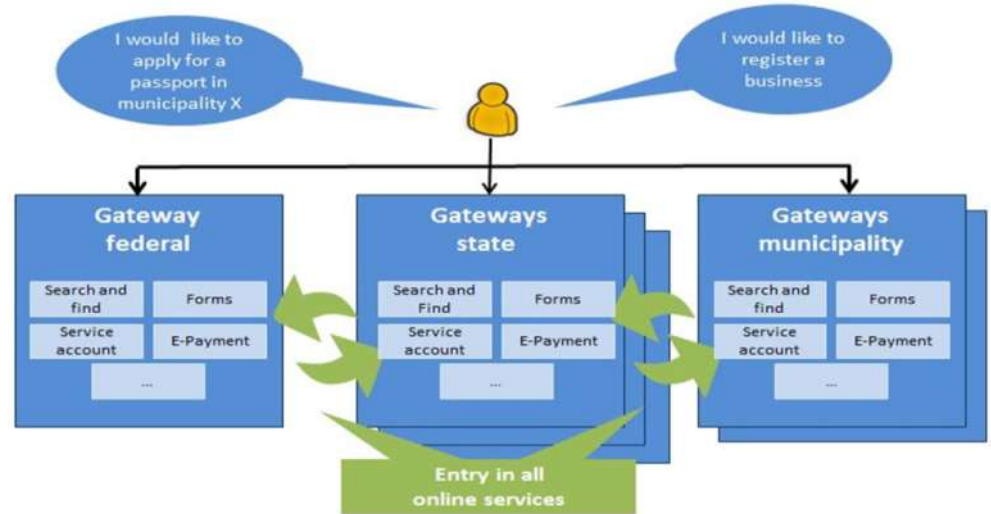 I would like to
apply for a
passport in
municipality X
I would like to
register a
business
Gateway
federal
Search and
find
Forms
Service
account
E-Payment
...
Gateways
state
Search and
Find
Forms
Service
account
E-Payment
...
Gateways
municipality
Search and
find
Forms
Service
account
E-Payment
...
Entry in all
online services